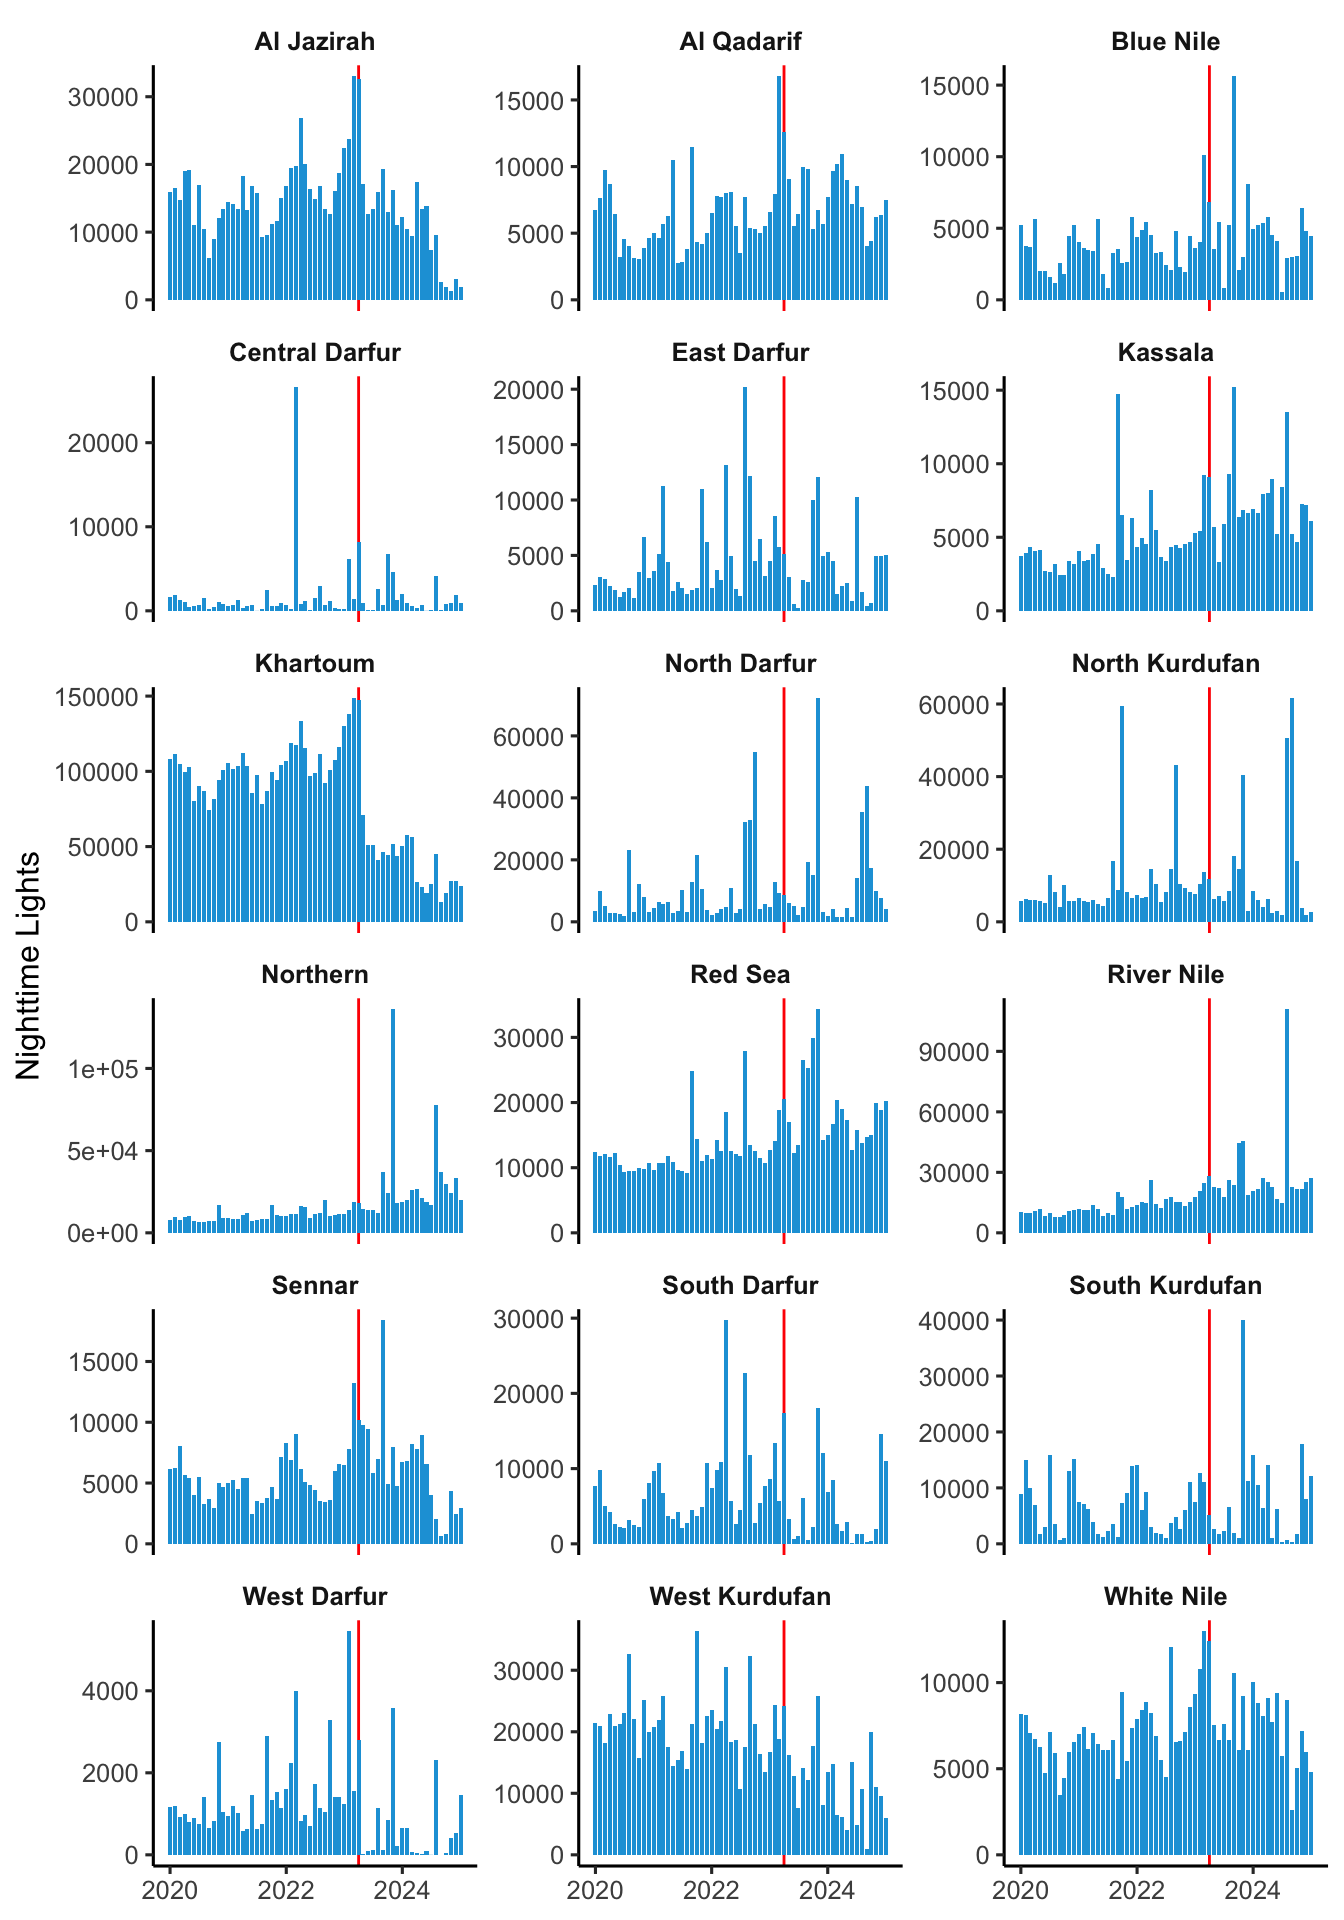 Al Jazirah
Al Qadarif
Blue Nile
30000
20000
10000
0
15000
10000
5000
0
15000
10000
5000
0
Central Darfur
East Darfur
Kassala
20000
10000
0
20000
15000
10000
5000
0
15000
10000
5000
0
Khartoum
North Darfur
North Kurdufan
150000
100000
50000
0
60000
40000
20000
0
60000
40000
20000
0
Nighttime Lights
Northern
Red Sea
River Nile
1e+05
5e+04
0e+00
30000
20000
10000
0
90000
60000
30000
0
Sennar
South Darfur
South Kurdufan
15000
10000
5000
0
30000
20000
10000
0
40000
30000
20000
10000
0
West Darfur
West Kurdufan
White Nile
4000
2000
0
30000
20000
10000
0
10000
5000
0
2020 2022 2024
2020 2022 2024
2020 2022 2024